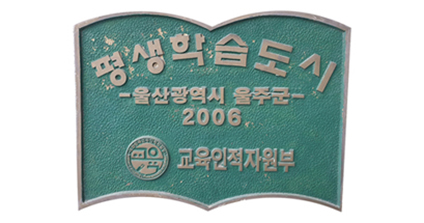 평생학습도시
-울산광역시 울주군-
2006.
교육인적자원부